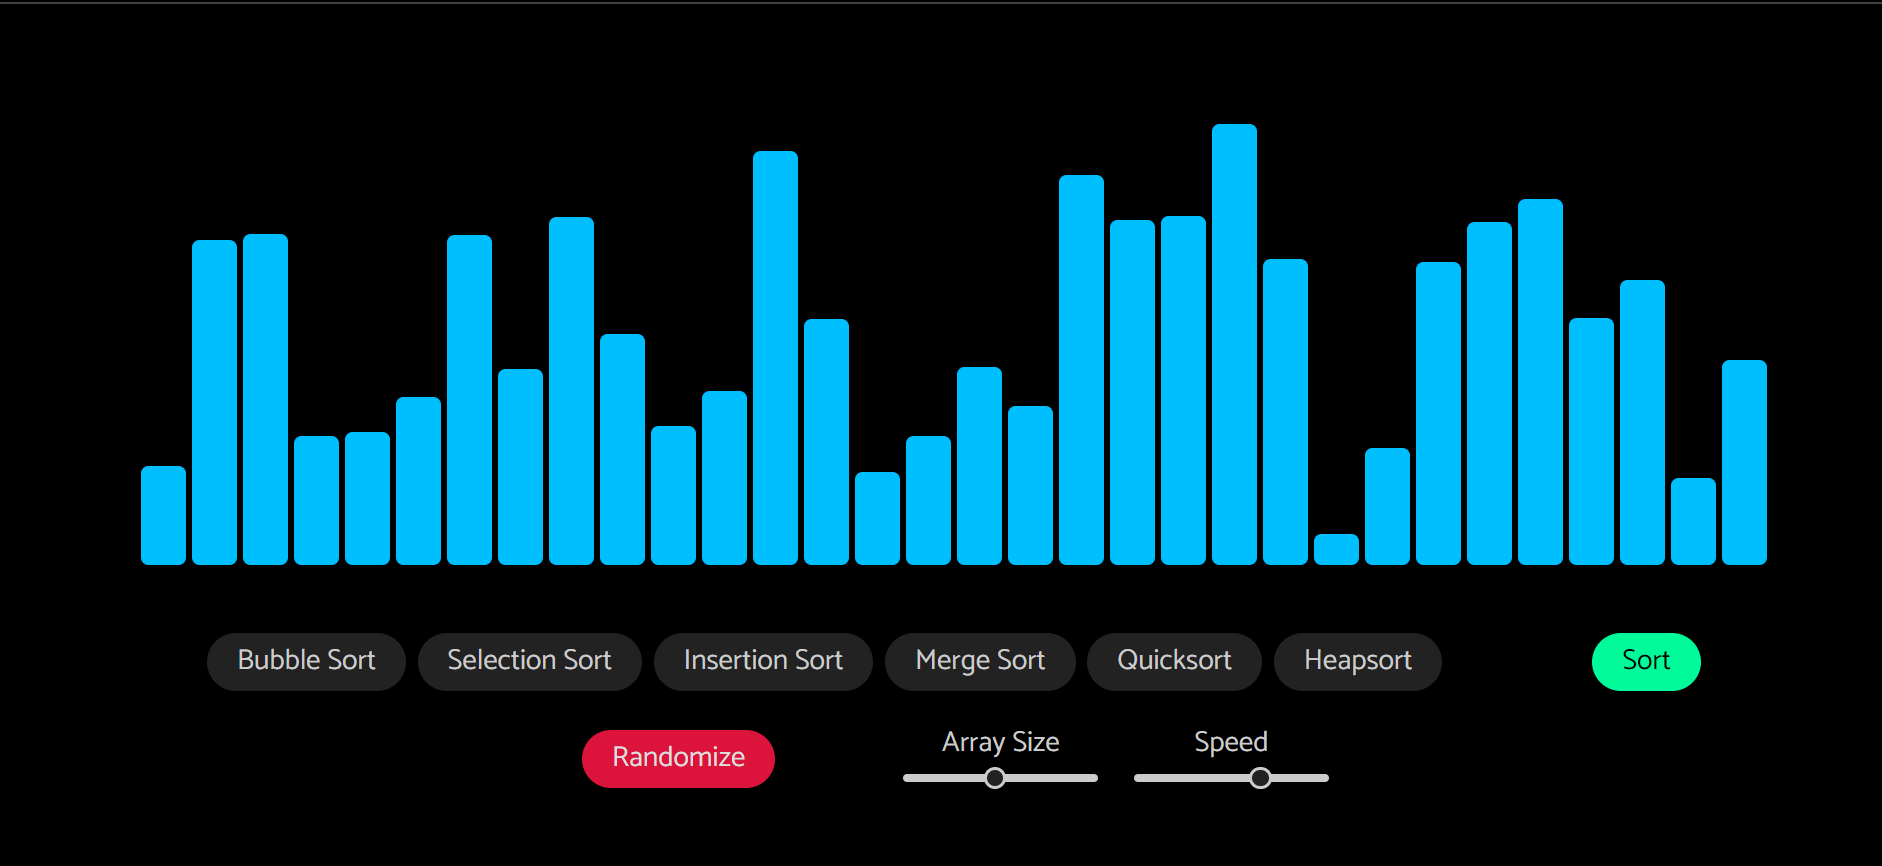 Bubble Sort
Selection Sort
Insertion Sort
Merge Sort
Quicksort
Heapsort
Sort
Randomize
Array Size
Speed